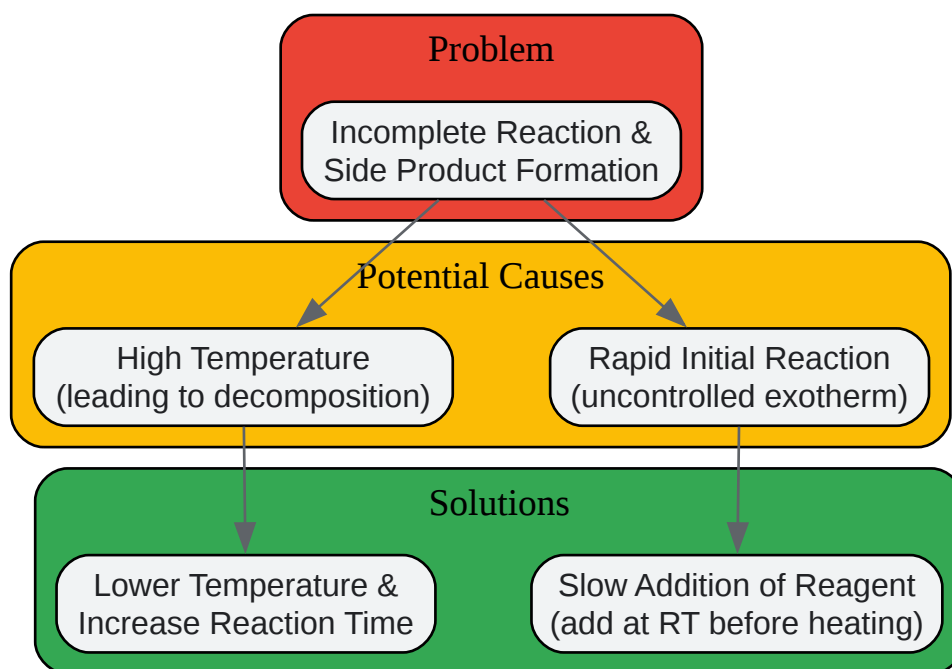 Problem
Incomplete Reaction &
Side Product Formation
Potential Causes
High Temperature
(leading to decomposition)
Rapid Initial Reaction
(uncontrolled exotherm)
Solutions
Lower Temperature &
Increase Reaction Time
Slow Addition of Reagent
(add at RT before heating)